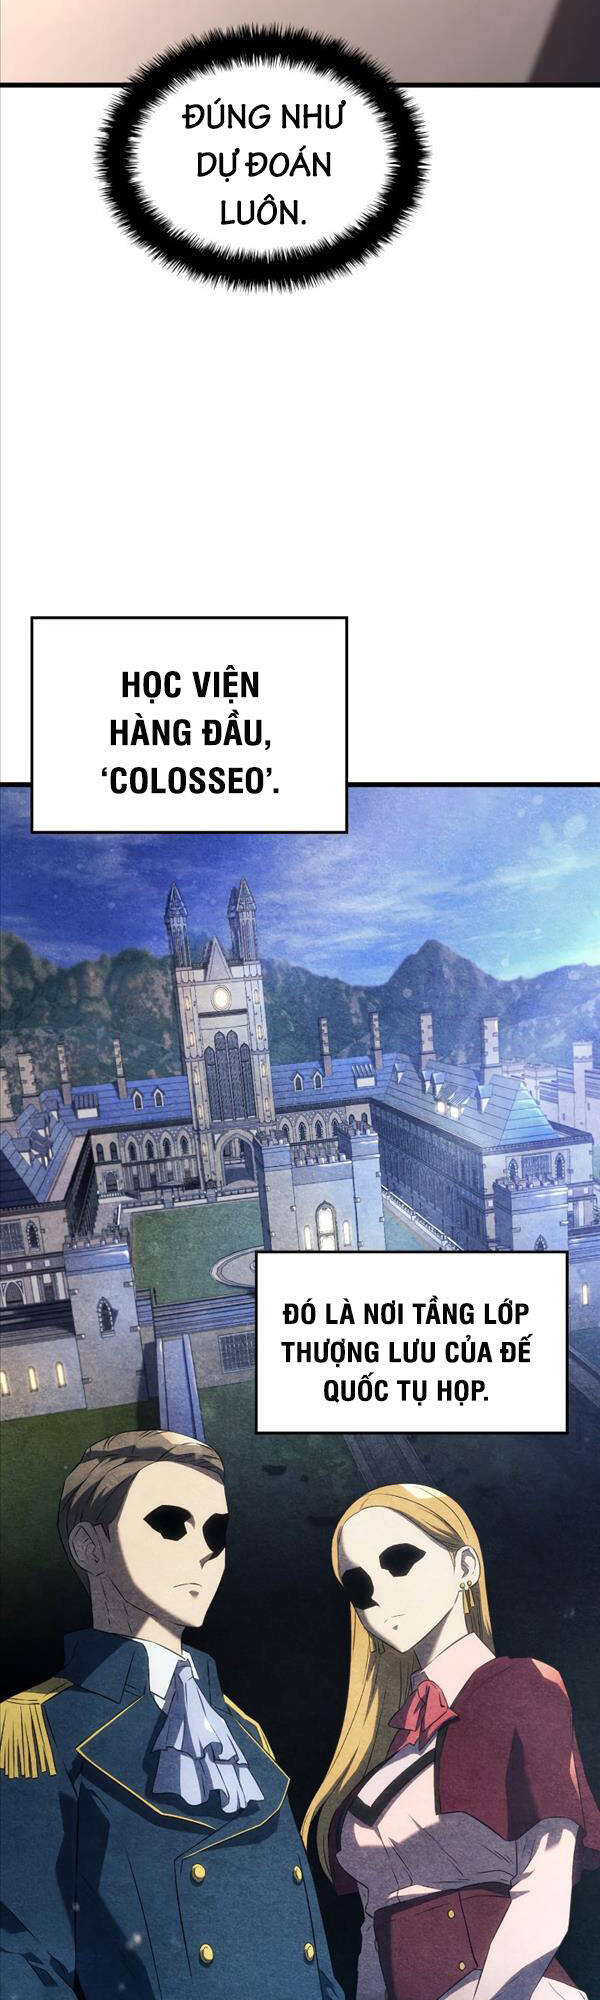 ĐÚNG NHƯ
DỰ ĐOÁN
LUÔN.
HỌC VIỆN
HÀNG ĐẦU,
‘COLOSSEO’.
ĐÓ LÀ NƠI TẦNG LỚP
THƯỢNG LƯU CỦA ĐẾ
QUỐC TỤ HỌP.